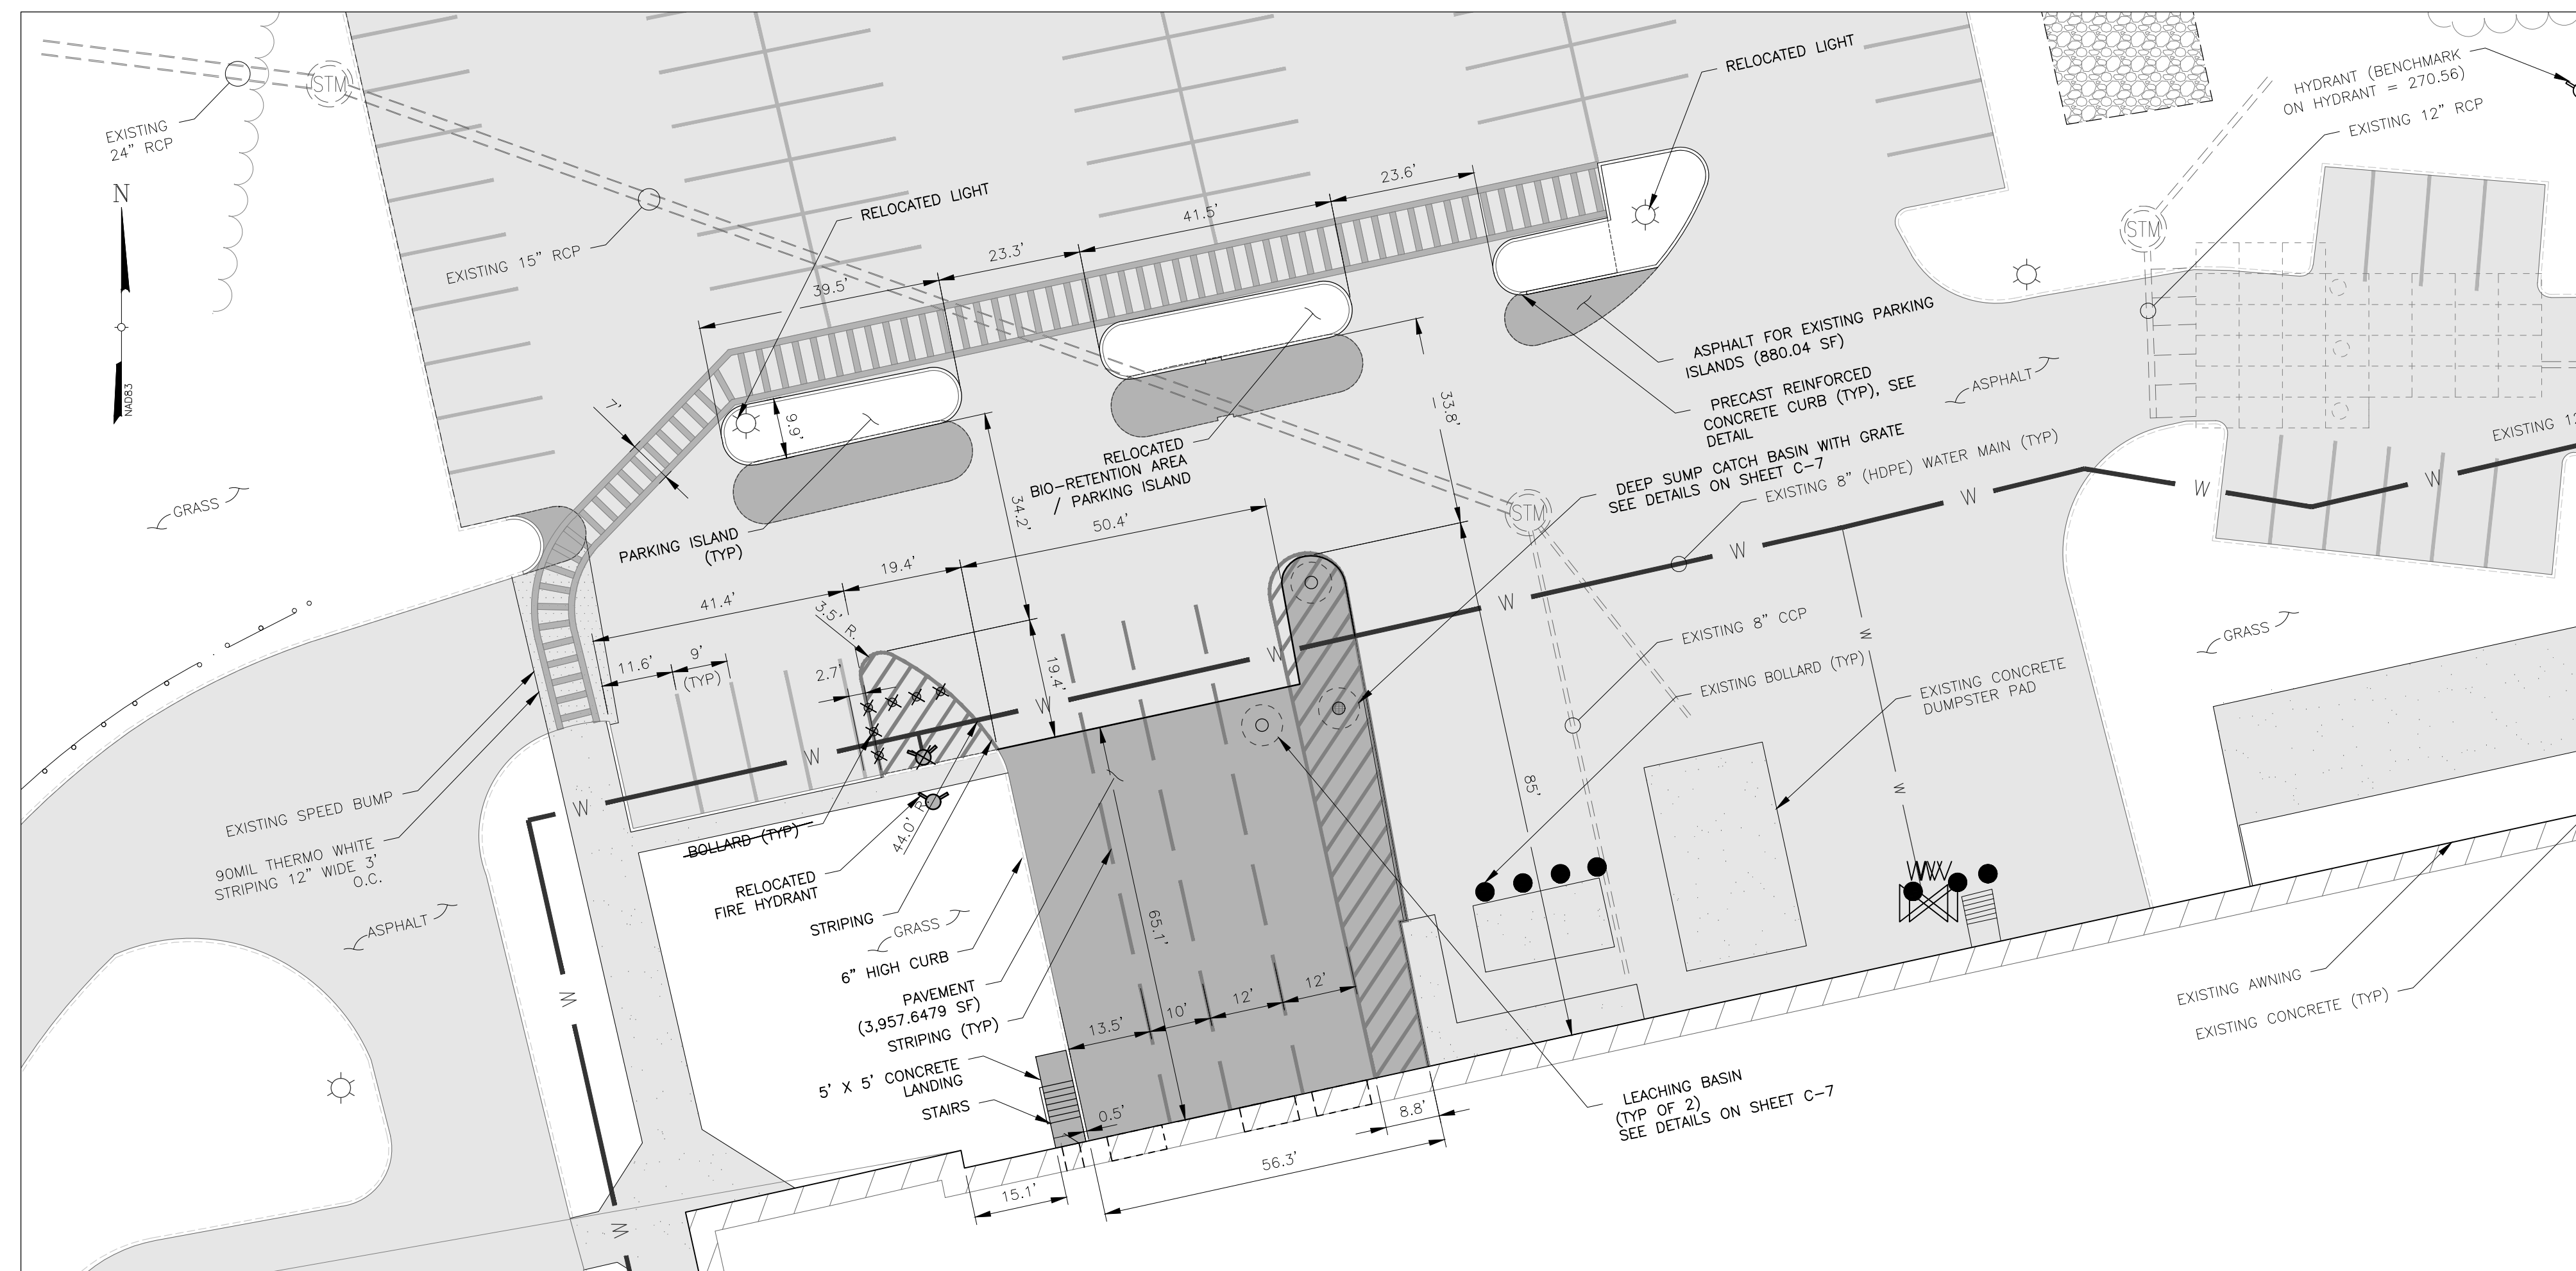 RELOCATED LIGHT
HYDRANT (BENCHMARK
ON HYDRANT = 270.56)
EXISTING 12" RCP
STM
EXISTING
24" RCP
N
NAD83
EXISTING 15" RCP
RELOCATED LIGHT
39.5'
23.3'
41.5'
23.6'
STM
7'
9.9'
33.8'
ASPHALT FOR EXISTING PARKING
ISLANDS (880.04 SF)
PRECAST REINFORCED
CONCRETE CURB (TYP), SEE
DETAIL
ASPHALT
DEEP SUMP CATCH BASIN WITH GRATE
SEE DETAILS ON SHEET C-7
EXISTING 8" (HDPE) WATER MAIN (TYP)
EXISTING 12
GRASS
RELOCATED
BIO-RETENTION AREA
/ PARKING ISLAND
34.2'
50.4'
PARKING ISLAND
(TYP)
19.4'
41.4'
3.5' R.
STM
W
W
W
W
W
W
W
W
W
W
W
W
11.6'
9'
(TYP)
2.7'
19.4'
EXISTING 8" CCP
EXISTING BOLLARD (TYP)
W
W
GRASS
EXISTING CONCRETE
DUMPSTER PAD
85'
EXISTING SPEED BUMP
90MIL THERMO WHITE
STRIPING 12" WIDE 3'
O.C.
ASPHALT
BOLLARD (TYP)
44.0' R.
RELOCATED
FIRE HYDRANT
STRIPING
GRASS
6" HIGH CURB
PAVEMENT
(3,957.6479 SF)
STRIPING (TYP)
5' X 5' CONCRETE
LANDING
STAIRS
65.1'
13.5'
10'
12'
12'
0.5'
8.8'
56.3'
15.1'
EXISTING AWNING
EXISTING CONCRETE (TYP)
LEACHING BASIN
(TYP OF 2)
SEE DETAILS ON SHEET C-7